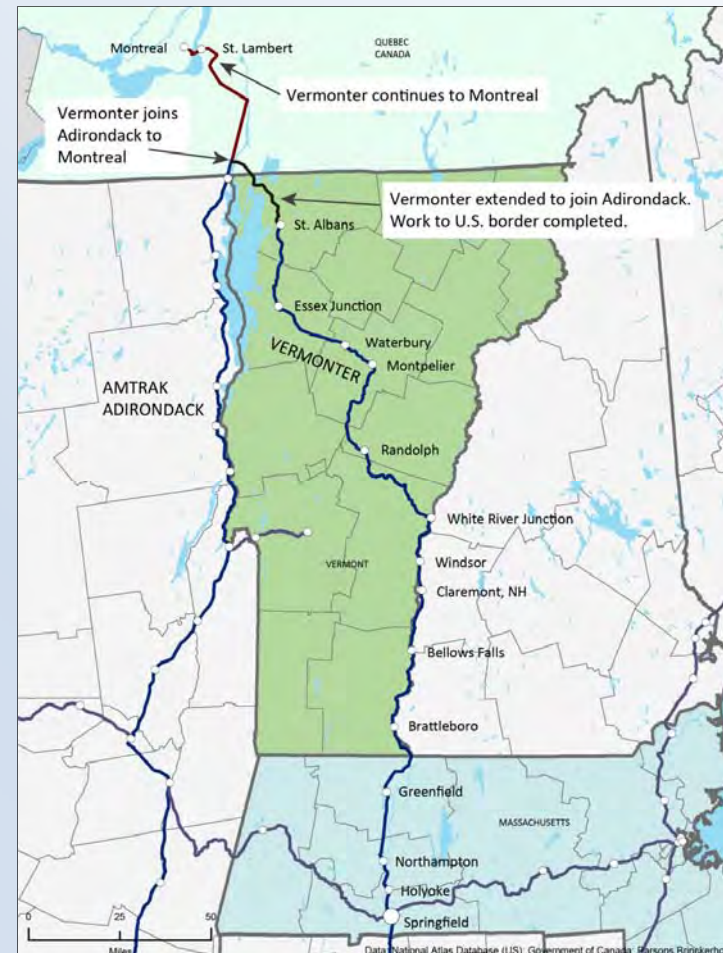 Montreal
St. Lambert
QUEBEC
CANADA
Vermonter continues to Montreal
Vermonter joins
Adirondack to
Montreal
Vermonter extended to join Adirondack.
Work to U.S. border completed.
St. Albans
Essex Junction
Waterbury
VERMONTER
Montpelier
AMTRAK
ADIRONDACK
Randolph
White River Junction
VERMONT
Windsor
Claremont, NH
Bellows Falls
Brattleboro
Greenfield
MASSACHUSETTS
Northampton
Holyoke
0 25 50
Springfield
Miles
Data: National Atlas Database (US); Government of Canada; Parsons